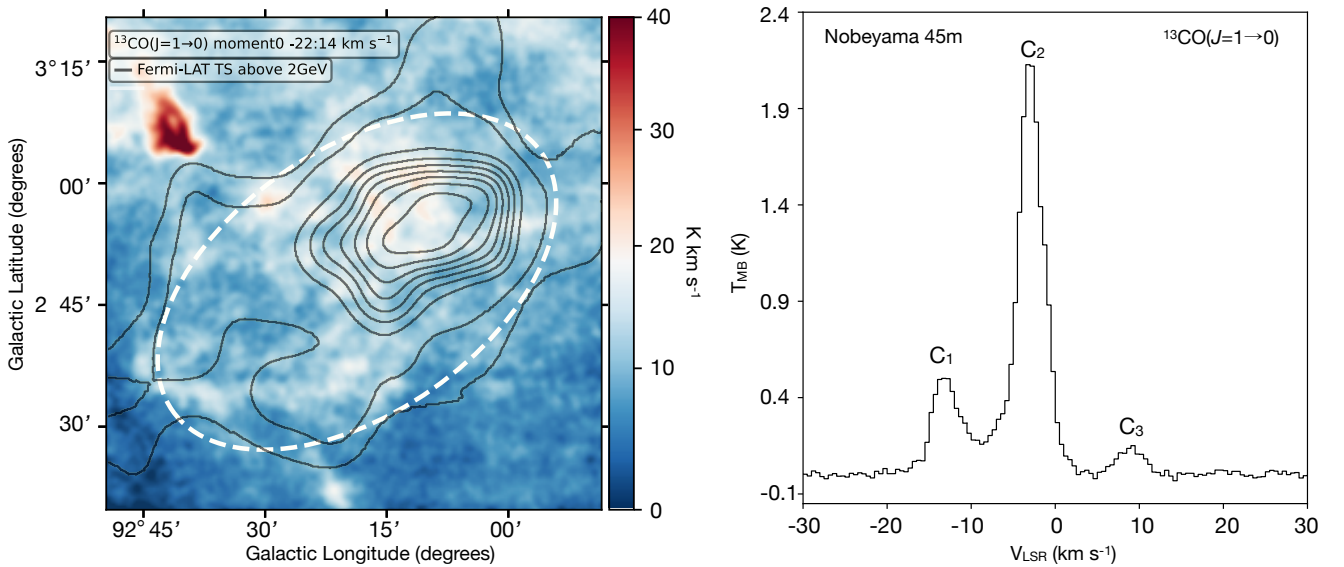 ¹³CO(J=1→0) moment0 -22:14 km s⁻¹
Fermi-LAT TS above 2GeV
Galactic Latitude (degrees)
3° 15’
00’
2 45’
30’
92° 45’
30’
15’
00’
Galactic Longitude (degrees)
40
30
20
10
0
K km s⁻¹
Nobeyama 45m
¹³CO(J=1→0)
C₂
C₁
C₃
T_MB (K)
2.4
1.9
1.4
0.9
0.4
-0.1
-30
-20
-10
0
10
20
30
V_LSR (km s⁻¹)